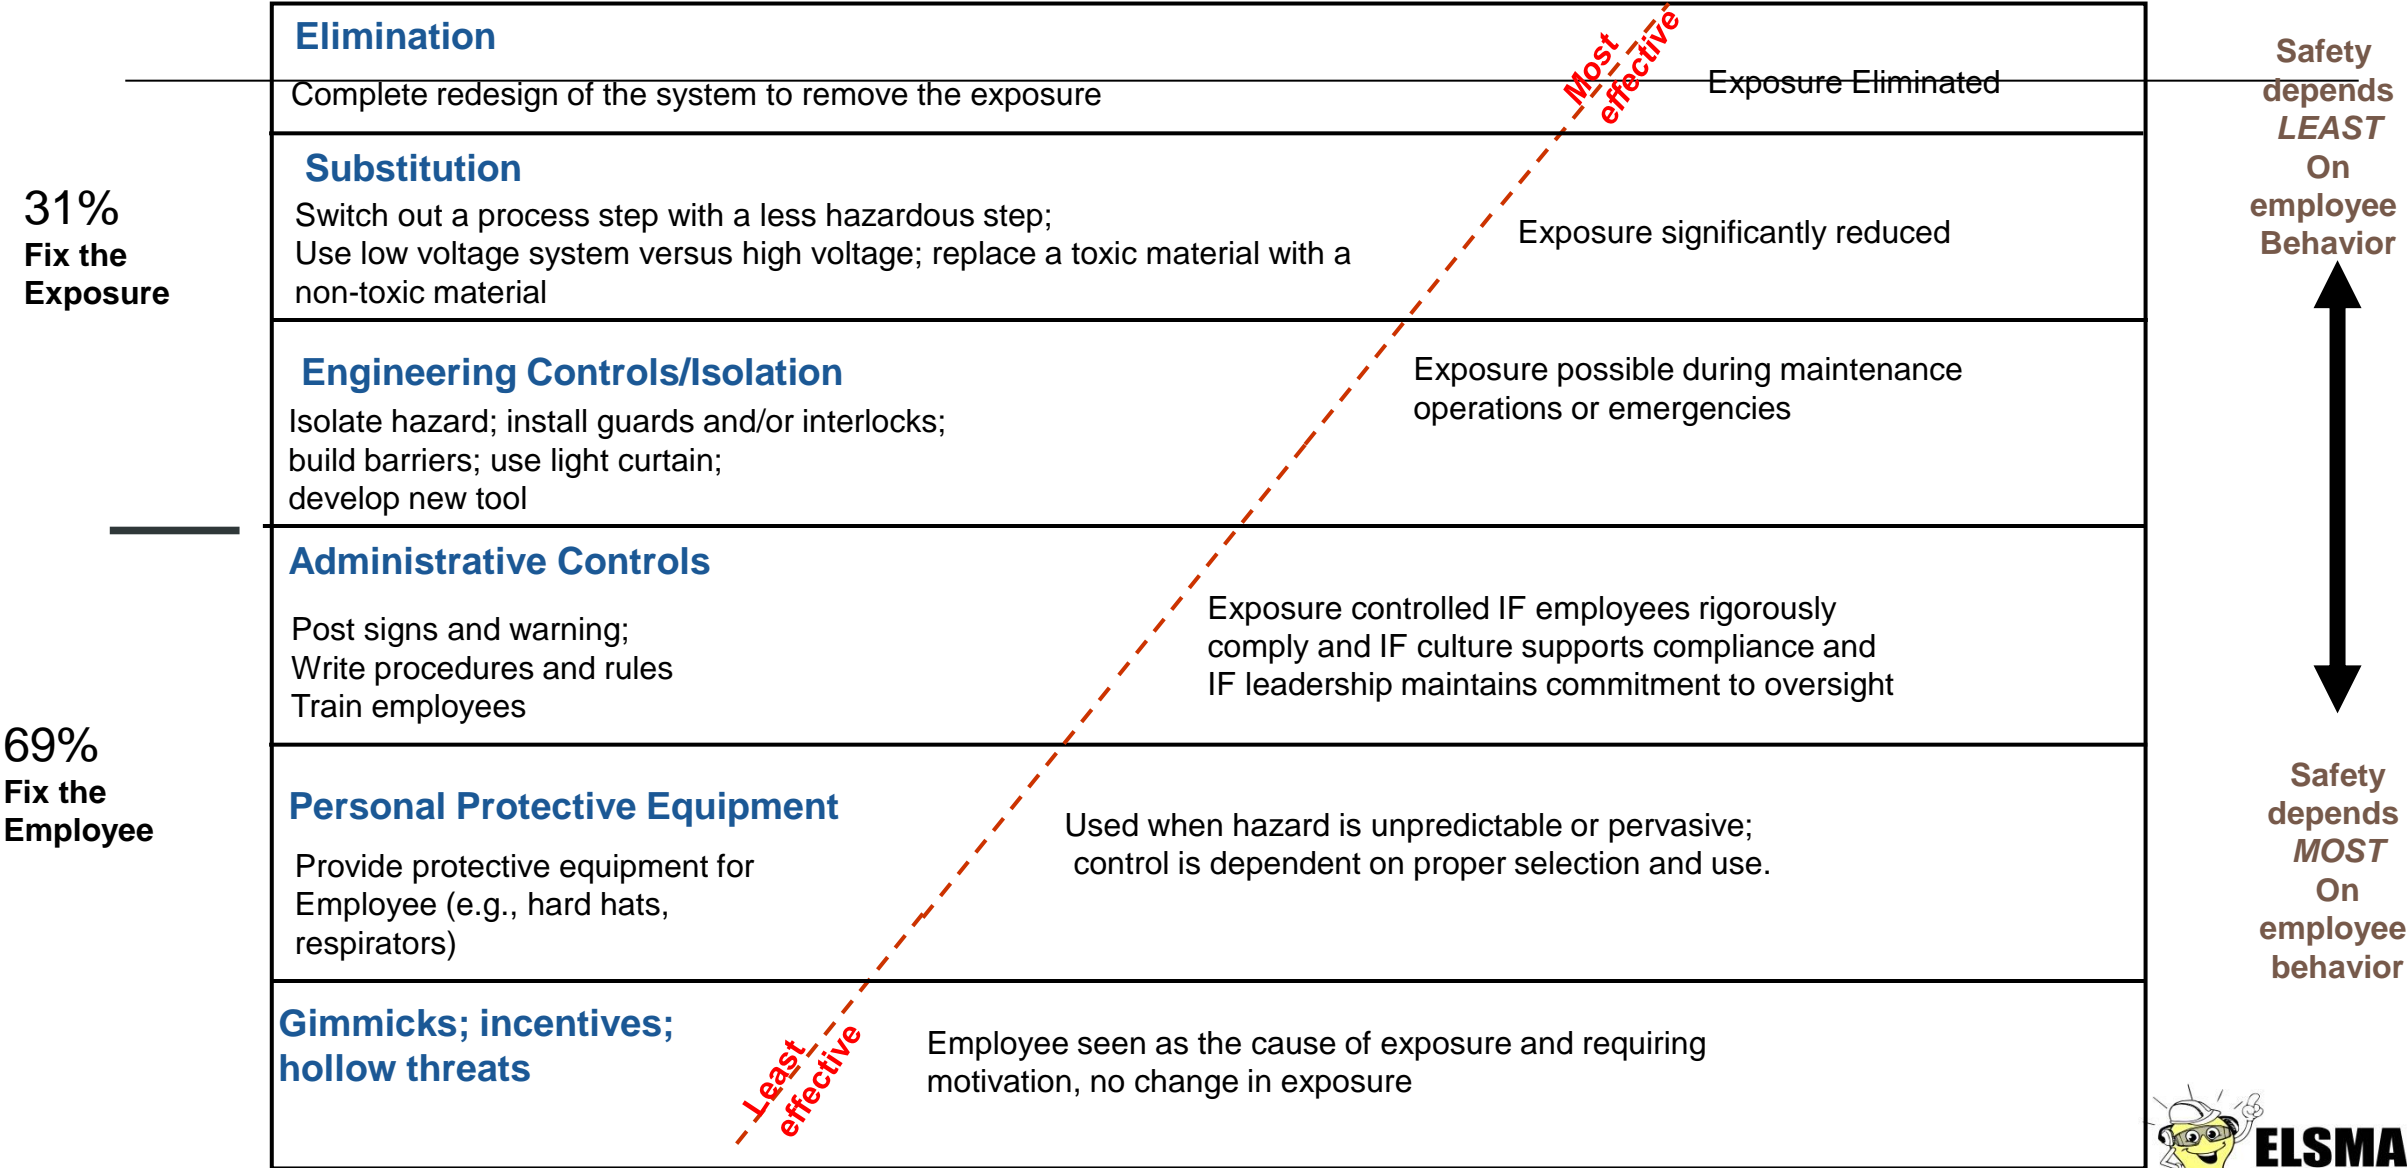 Elimination
Complete redesign of the system to remove the exposure
Most
effective
Exposure Eliminated
Safety
depends
LEAST
On
employee
Behavior
31%
Fix the
Exposure
Substitution
Switch out a process step with a less hazardous step;
Use low voltage system versus high voltage; replace a toxic material with a
non-toxic material
Exposure significantly reduced
Engineering Controls/Isolation
Isolate hazard; install guards and/or interlocks;
build barriers; use light curtain;
develop new tool
Exposure possible during maintenance
operations or emergencies
Administrative Controls
Post signs and warning;
Write procedures and rules
Train employees
Exposure controlled IF employees rigorously
comply and IF culture supports compliance and
IF leadership maintains commitment to oversight
69%
Fix the
Employee
Personal Protective Equipment
Provide protective equipment for
Employee (e.g., hard hats,
respirators)
Used when hazard is unpredictable or pervasive;
control is dependent on proper selection and use.
Safety
depends
MOST
On
employee
behavior
Gimmicks; incentives;
hollow threats
Least
effective
Employee seen as the cause of exposure and requiring
motivation, no change in exposure
ELSMA